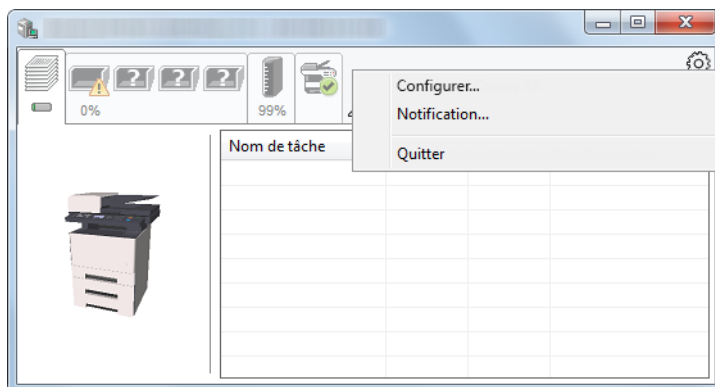 Configurer...
Notification...
Quitter
0%
99%
Nom de tâche